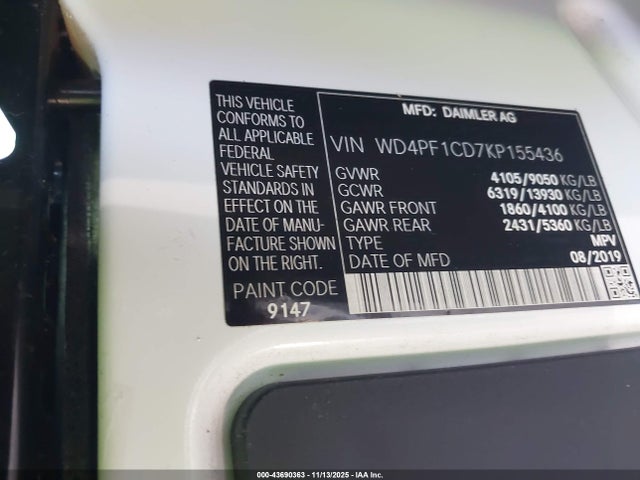 THIS VEHICLE
CONFORMS TO
ALL APPLICABLE
FEDERAL
VEHICLE SAFETY
STANDARDS IN
EFFECT ON THE
DATE OF MANU-
FACTURE SHOWN
ON THE RIGHT.
PAINT CODE
9147
MFD: DAIMLER AG
VIN WD4PF1CD7KP155436
GVWR 4105/9050 KG/LB
GCWR 6319/13930 KG/LB
GAWR FRONT 1860/4100 KG/LB
GAWR REAR 2431/5360 KG/LB
TYPE MPV
DATE OF MFD 08/2019
000-43690363 - 11/13/2025 - IAA Inc.